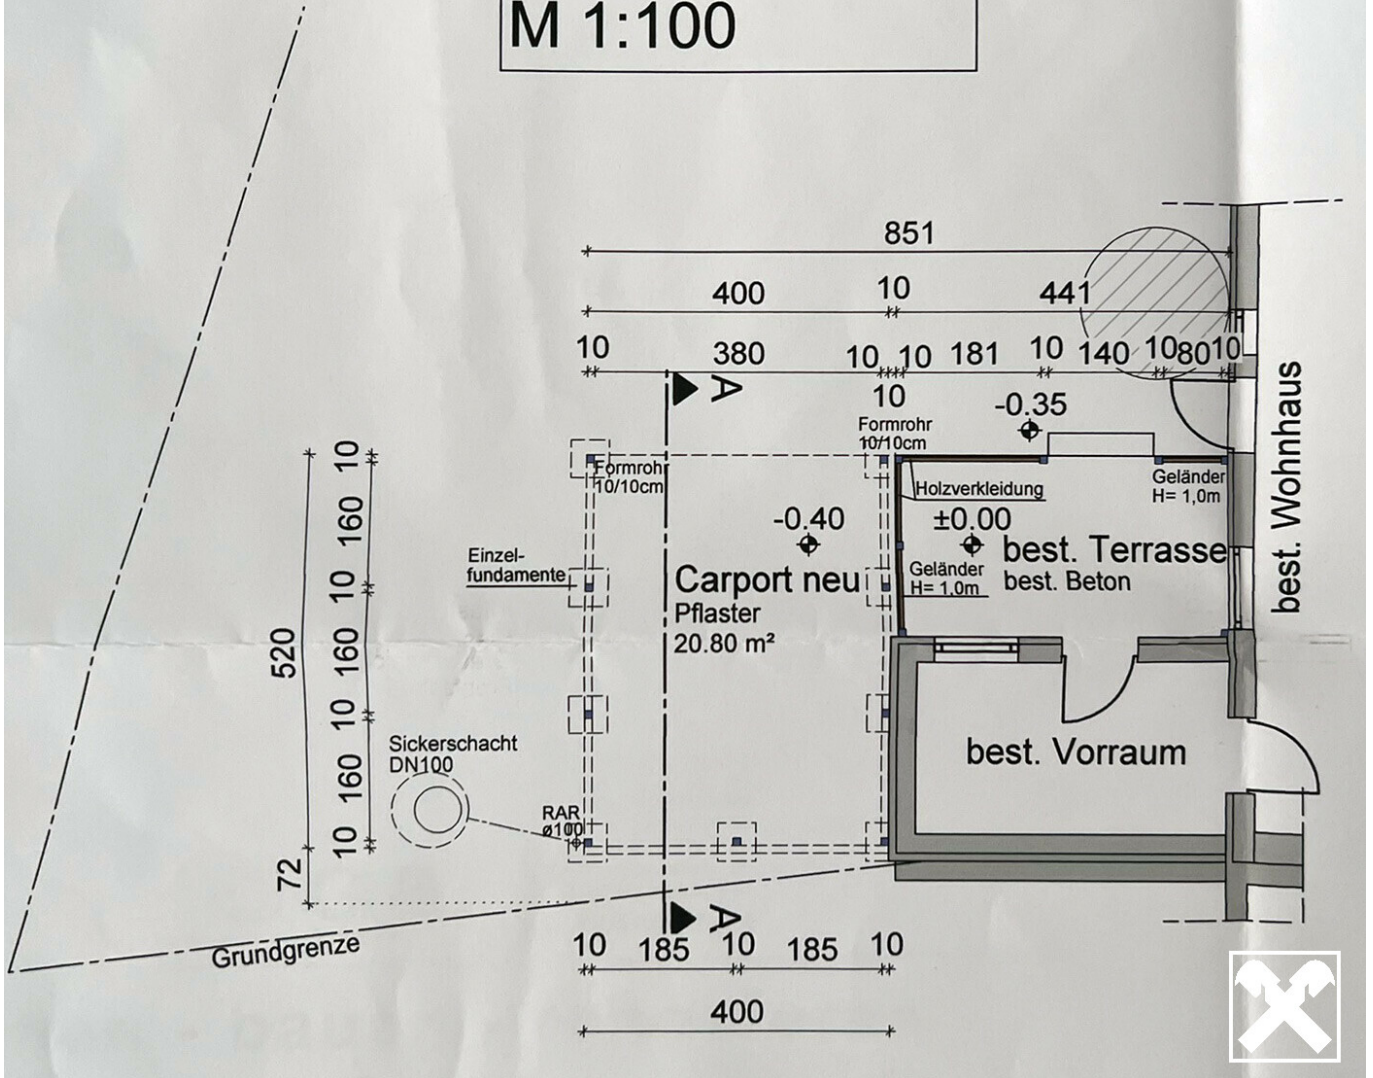 M 1:100
851
400 10 441
10 380 10 10 181 10 140 10 80 10
10
A
-0.35
Formrohr
10/10cm
Formrohr
10/10cm
Holzverkleidung
Geländer
H= 1,0m
-0.40
±0.00
best. Terrasse
best. Beton
Geländer
H= 1,0m
best. Wohnhaus
Einzel-
fundamente
Carport neu
Pflaster
20.80 m²
10
160
10
160
10
160
10
520
72
best. Vorraum
Sickerschacht
DN100
RAR
ø100
A
Grundgrenze
10 185 10 185 10
400